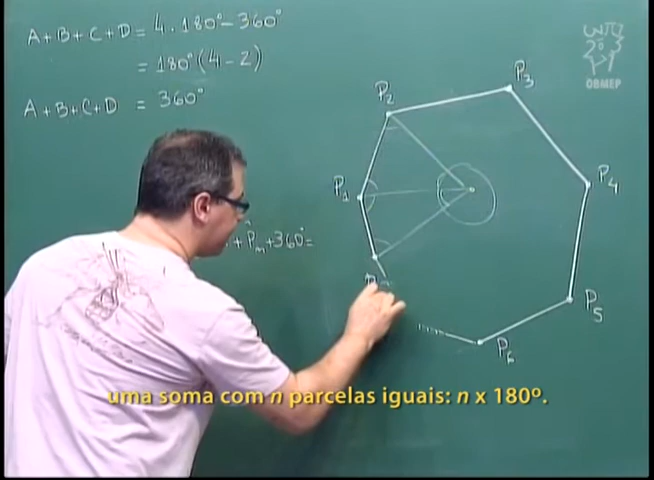 A+B+C+D = 4.180°-360°
= 180°(4-2)
A+B+C+D = 360°
OBMEP
P₂
P₃
P₁
P₄
+ P̂ₘ+360°=
P₅
P₆
uma soma com n parcelas iguais: n x 180º.